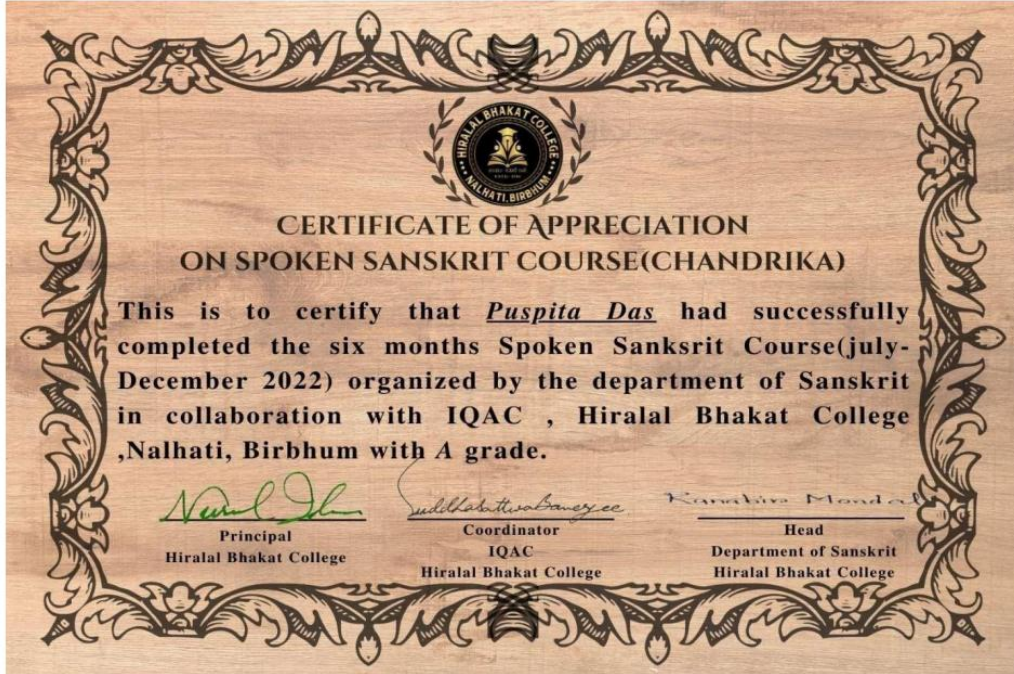 HIRALAL BHAKAT COLLEGE
NALHATI, BIRBHUM
CERTIFICATE OF APPRECIATION
ON SPOKEN SANSKRIT COURSE(CHANDRIKA)
This is to certify that Puspita Das had successfully
completed the six months Spoken Sanksrit Course(july-
December 2022) organized by the department of Sanskrit
in collaboration with IQAC , Hiralal Bhakat College
,Nalhati, Birbhum with A grade.
Suddhasattwa Banerjee
Mondal
Principal
Hiralal Bhakat College
Coordinator
IQAC
Hiralal Bhakat College
Head
Department of Sanskrit
Hiralal Bhakat College